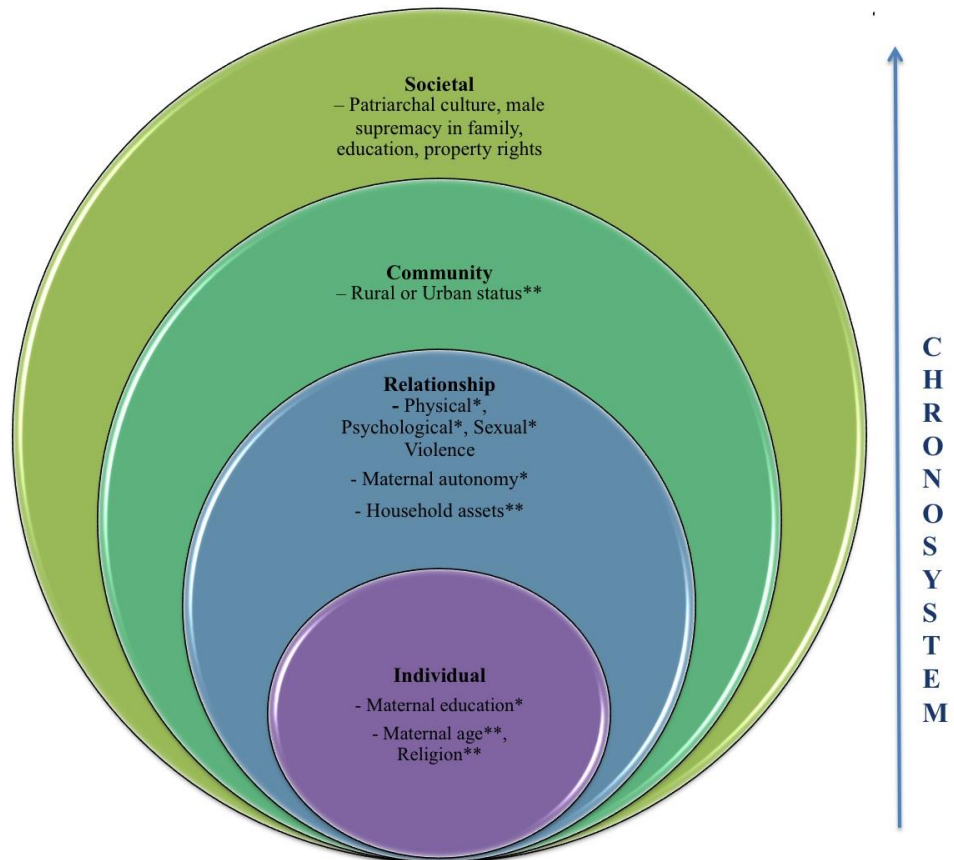 Societal
– Patriarchal culture, male
supremacy in family,
education, property rights
Community
– Rural or Urban status**
Relationship
- Physical*,
Psychological*, Sexual*
Violence
- Maternal autonomy*
- Household assets**
Individual
- Maternal education*
- Maternal age**,
Religion**
C
H
R
O
N
O
S
Y
S
T
E
M